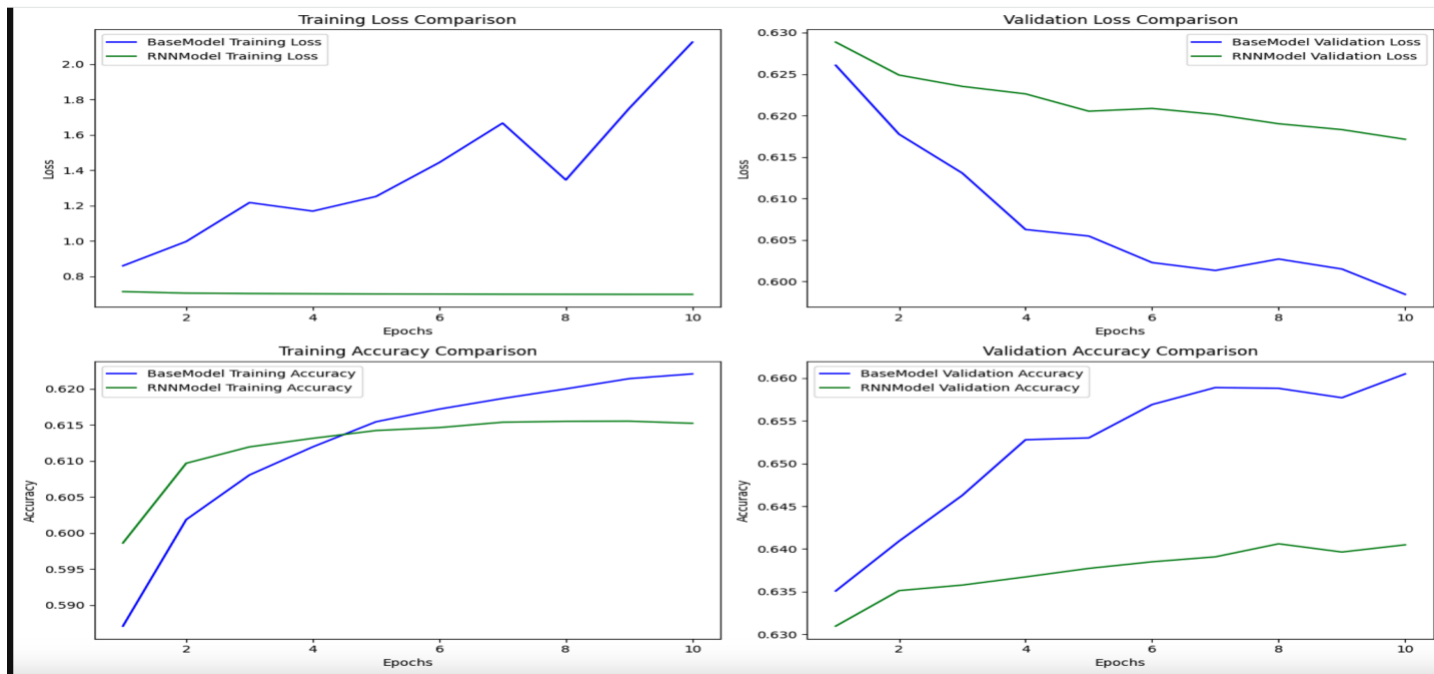 Training Loss Comparison
BaseModel Training Loss
RNNModel Training Loss
2.0
1.8
1.6
1.4
1.2
1.0
0.8
Loss
2 4 6 8 10
Epochs
Validation Loss Comparison
BaseModel Validation Loss
RNNModel Validation Loss
0.630
0.625
0.620
0.615
0.610
0.605
0.600
Loss
2 4 6 8 10
Epochs
Training Accuracy Comparison
BaseModel Training Accuracy
RNNModel Training Accuracy
0.620
0.615
0.610
0.605
0.600
0.595
0.590
Accuracy
2 4 6 8 10
Epochs
Validation Accuracy Comparison
BaseModel Validation Accuracy
RNNModel Validation Accuracy
0.660
0.655
0.650
0.645
0.640
0.635
0.630
Accuracy
2 4 6 8 10
Epochs